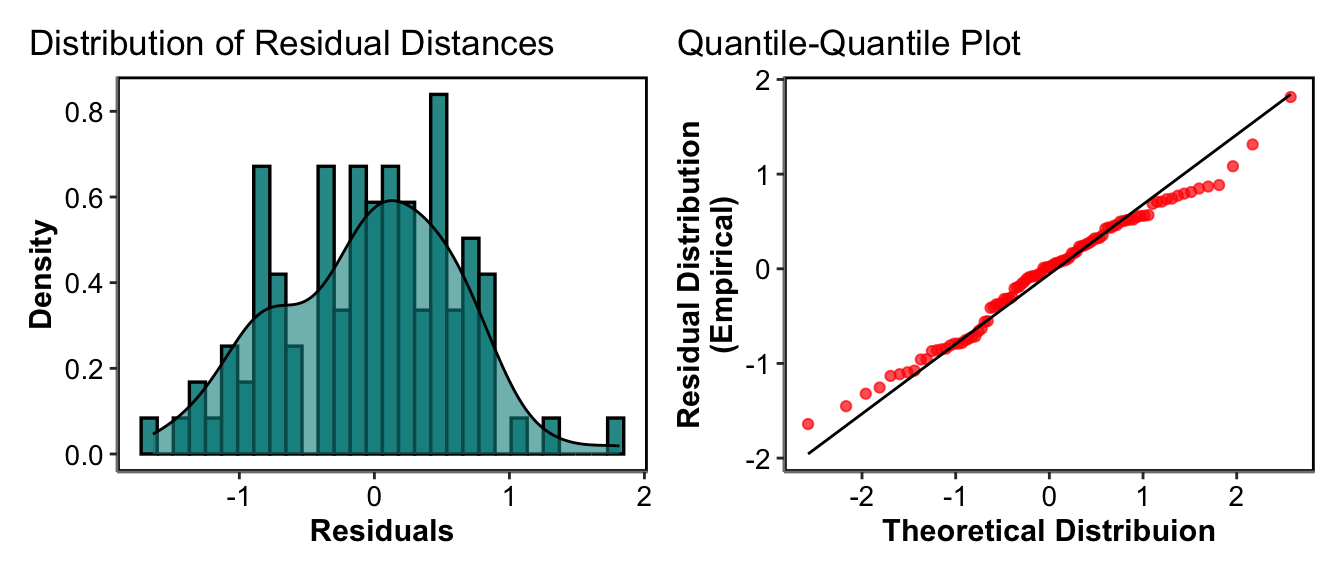 Distribution of Residual Distances
0.8
0.6
0.4
0.2
0.0
Density
-1
0
1
2
Residuals
Quantile-Quantile Plot
2
1
0
-1
-2
Residual Distribution
(Empirical)
-2
-1
0
1
2
Theoretical Distribuion